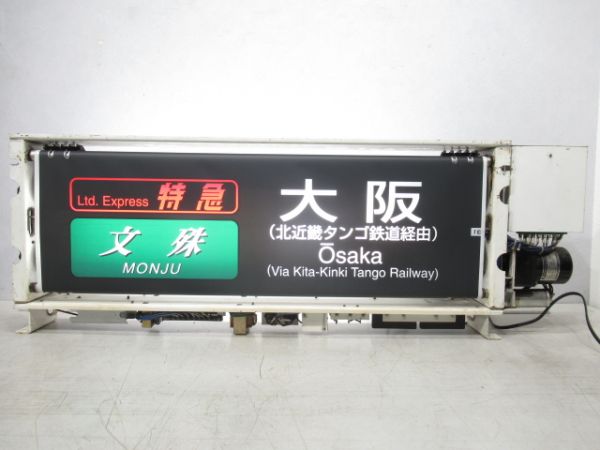 Ltd. Express 特急
文殊
MONJU
大阪
(北近畿タンゴ鉄道経由)
Ōsaka
(Via Kita-Kinki Tango Railway)